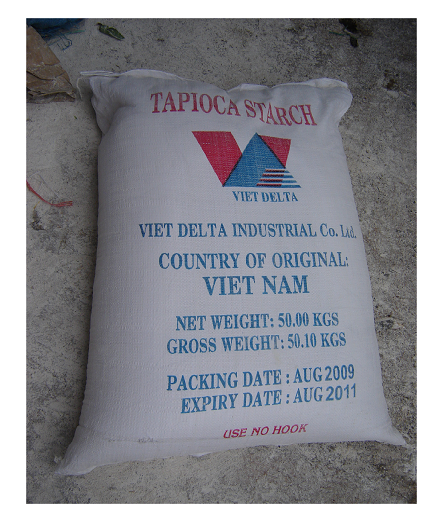 TAPIOCA STARCH
VIET DELTA
VIET DELTA INDUSTRIAL Co. Ltd.
COUNTRY OF ORIGINAL:
VIET NAM
NET WEIGHT: 50.00 KGS
GROSS WEIGHT: 50.10 KGS
PACKING DATE : AUG 2009
EXPIRY DATE : AUG 2011
USE NO HOOK